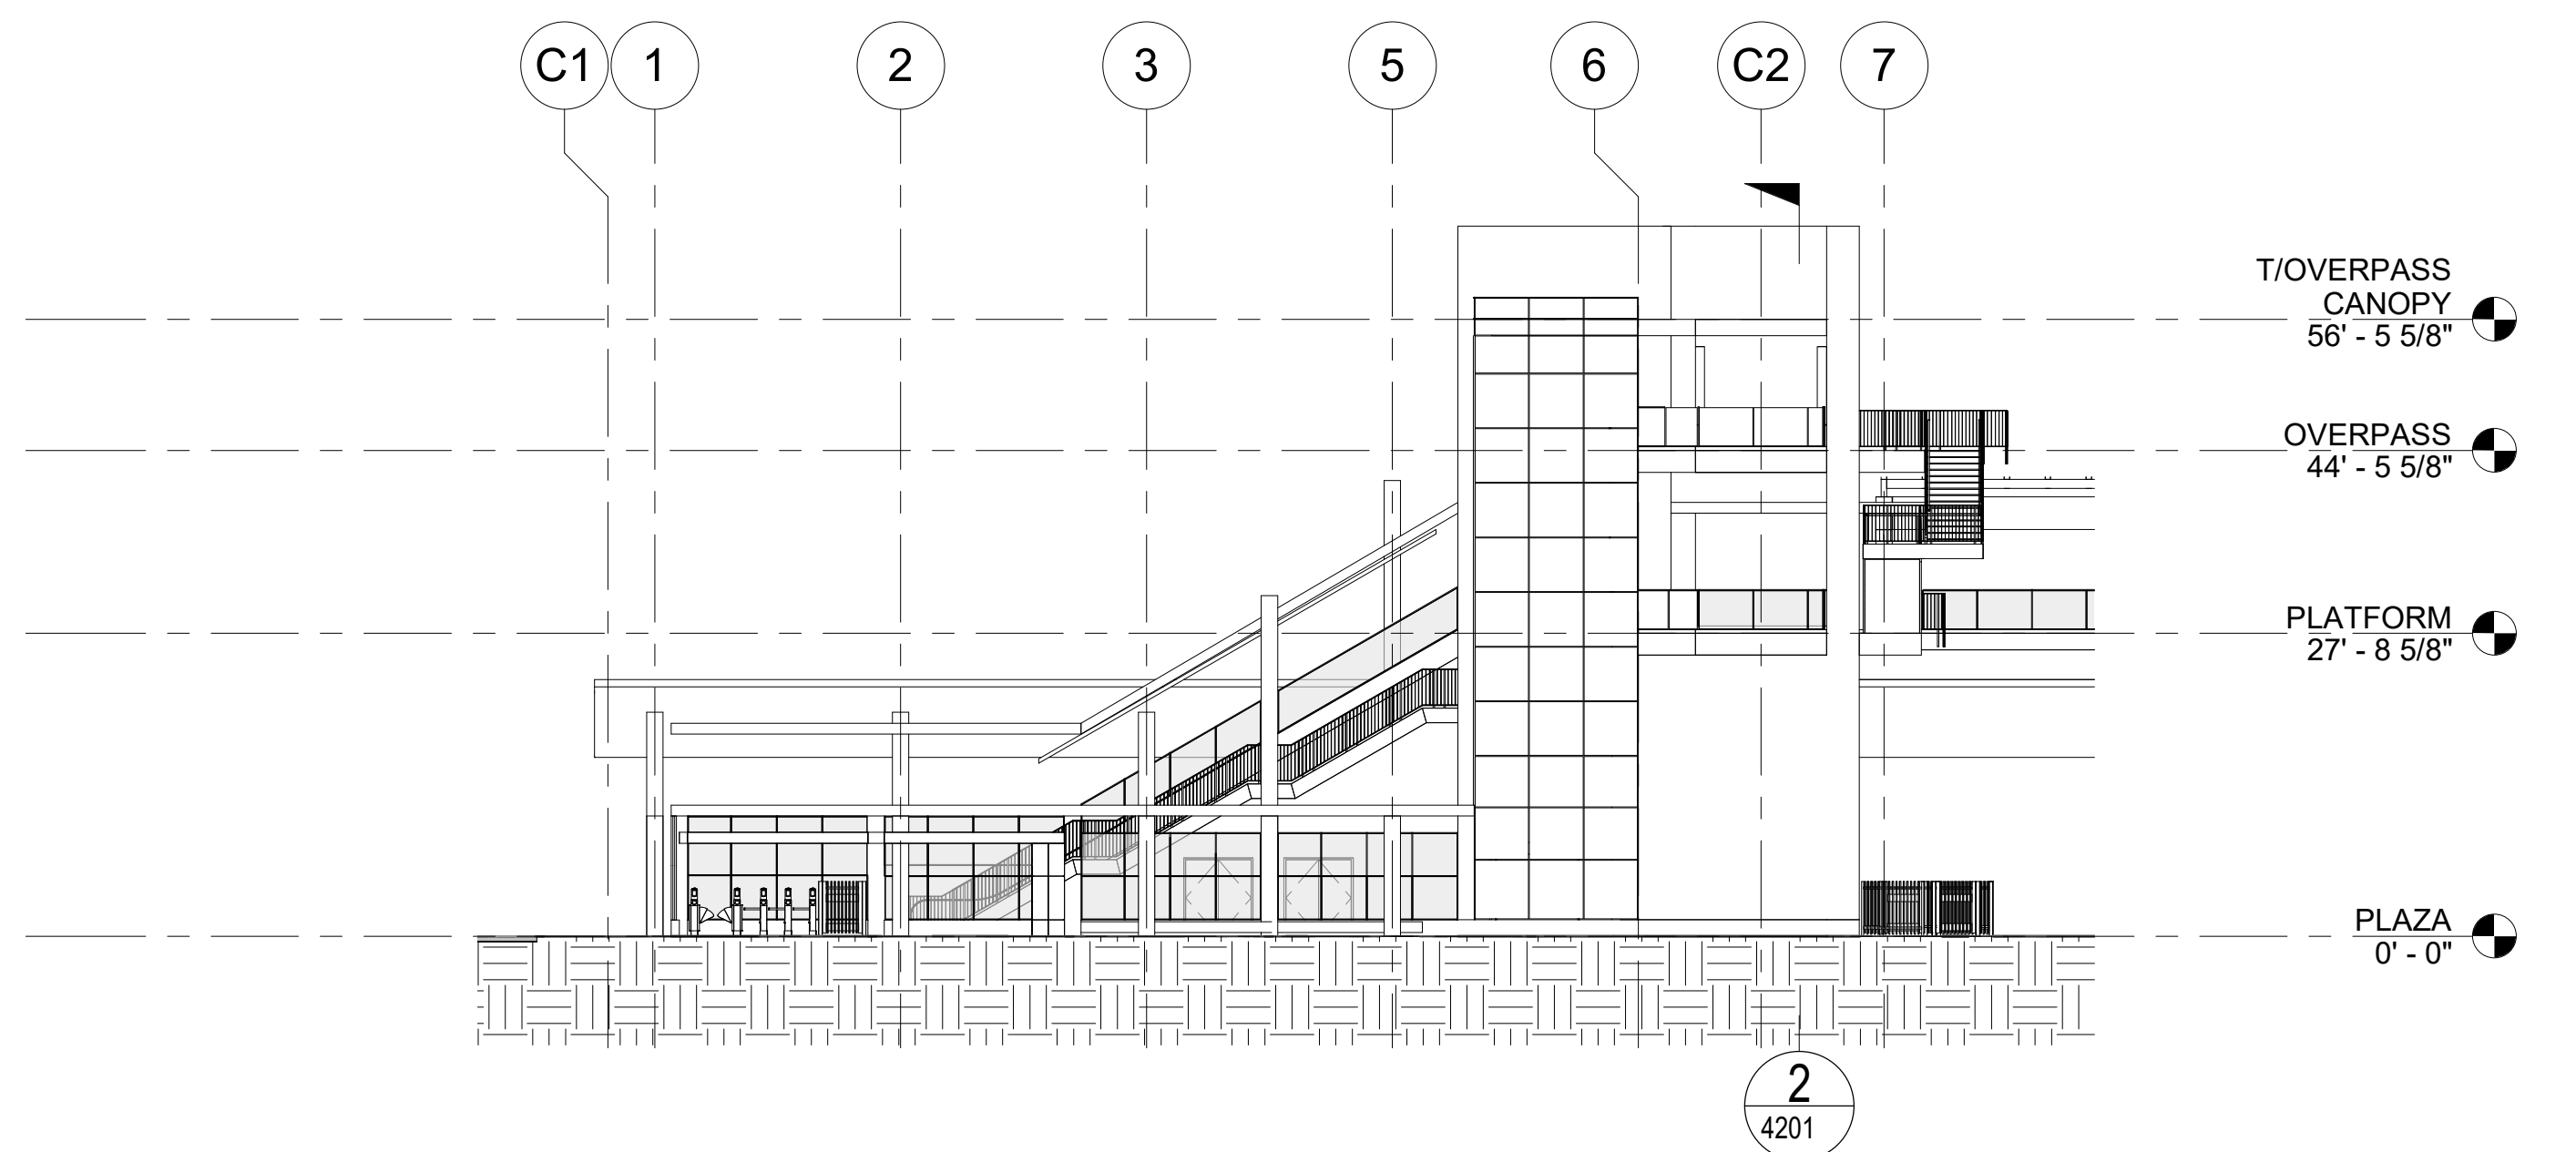 C1 1 2 3 5 6 C2 7
T/OVERPASS
CANOPY
56' - 5 5/8"
OVERPASS
44' - 5 5/8"
PLATFORM
27' - 8 5/8"
PLAZA
0' - 0"
2
4201